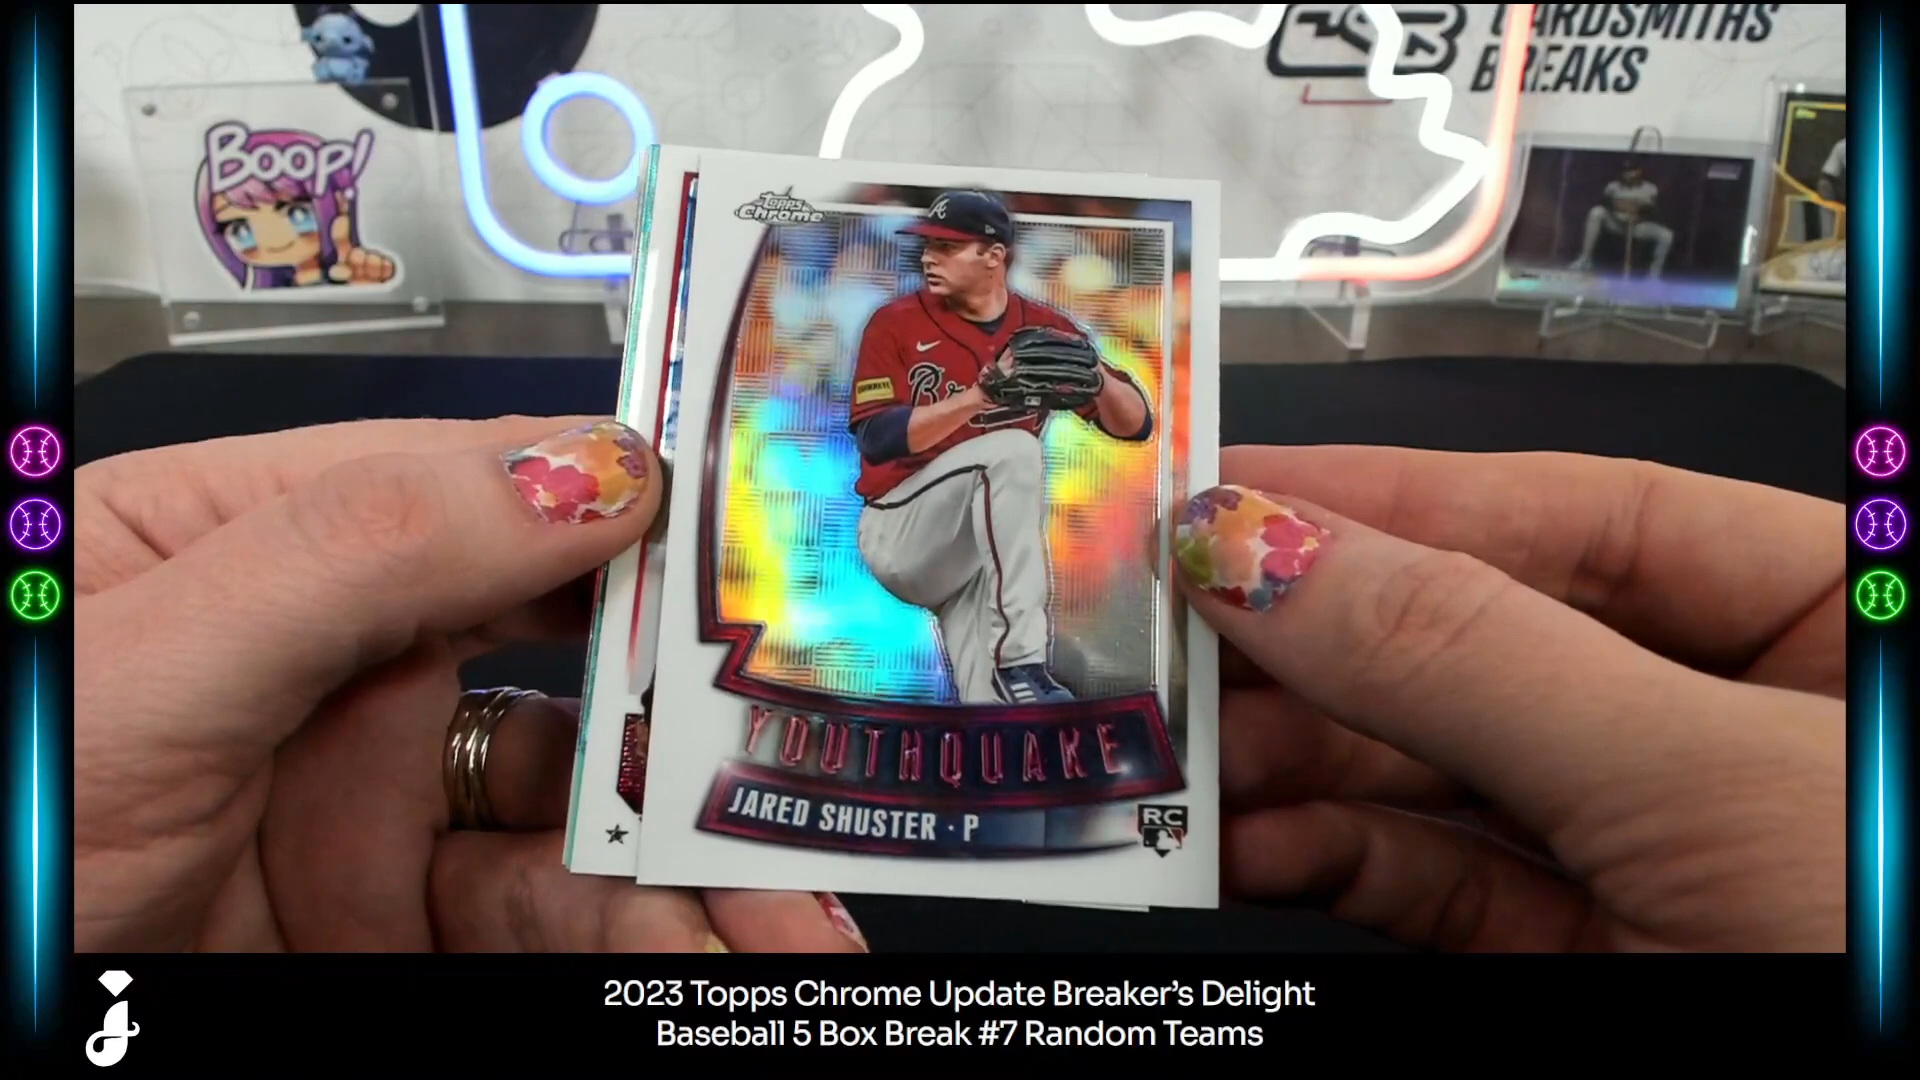 CARDSMITHS
BREAKS
BOOP!
Topps
Chrome
A
YOUTHQUAKE
JARED SHUSTER · P
RC
2023 Topps Chrome Update Breaker's Delight
Baseball 5 Box Break #7 Random Teams